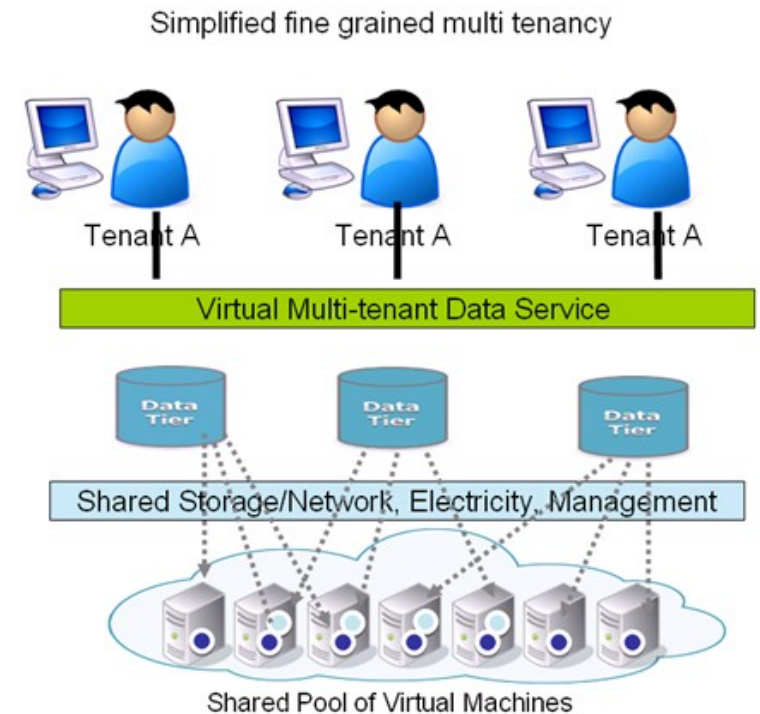 Simplified fine grained multi tenancy
Tenant A
Tenant A
Tenant A
Virtual Multi-tenant Data Service
Data
Tier
Data
Tier
Data
Tier
Shared Storage/Network, Electricity, Management
Shared Pool of Virtual Machines